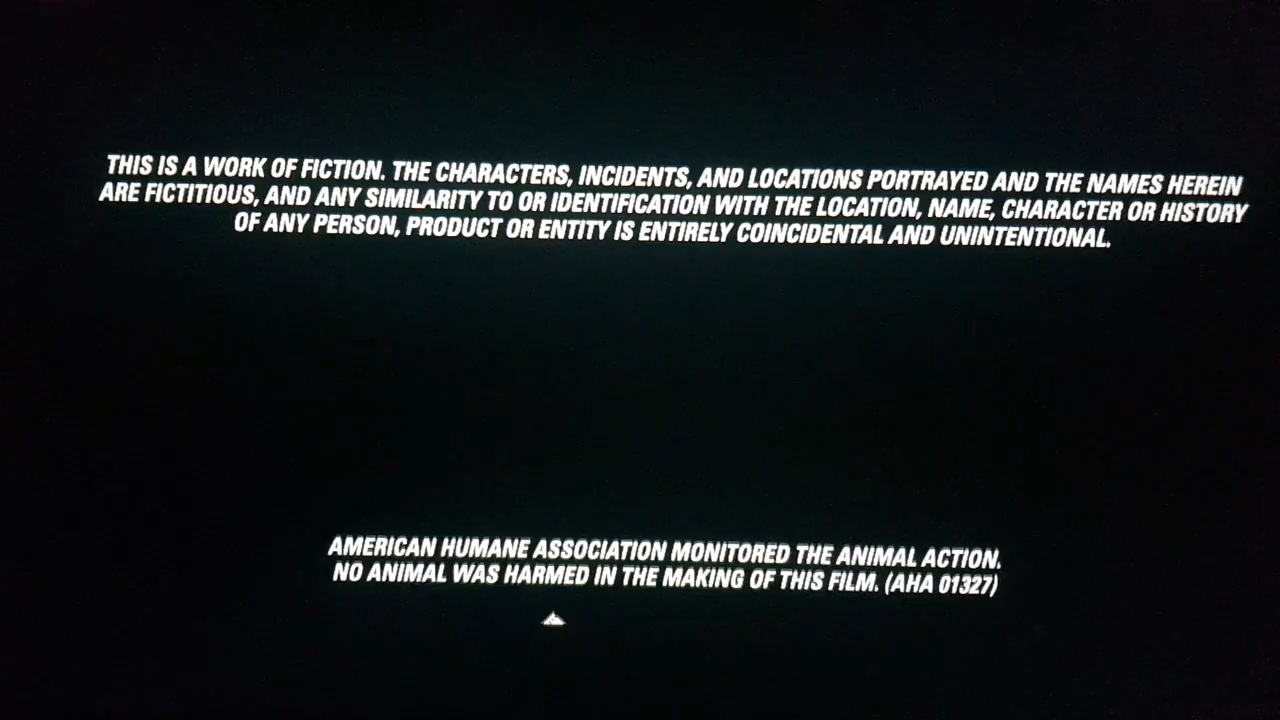 THIS IS A WORK OF FICTION. THE CHARACTERS, INCIDENTS, AND LOCATIONS PORTRAYED AND THE NAMES HEREIN
ARE FICTITIOUS, AND ANY SIMILARITY TO OR IDENTIFICATION WITH THE LOCATION, NAME, CHARACTER OR HISTORY
OF ANY PERSON, PRODUCT OR ENTITY IS ENTIRELY COINCIDENTAL AND UNINTENTIONAL.
AMERICAN HUMANE ASSOCIATION MONITORED THE ANIMAL ACTION.
NO ANIMAL WAS HARMED IN THE MAKING OF THIS FILM. (AHA 01327)